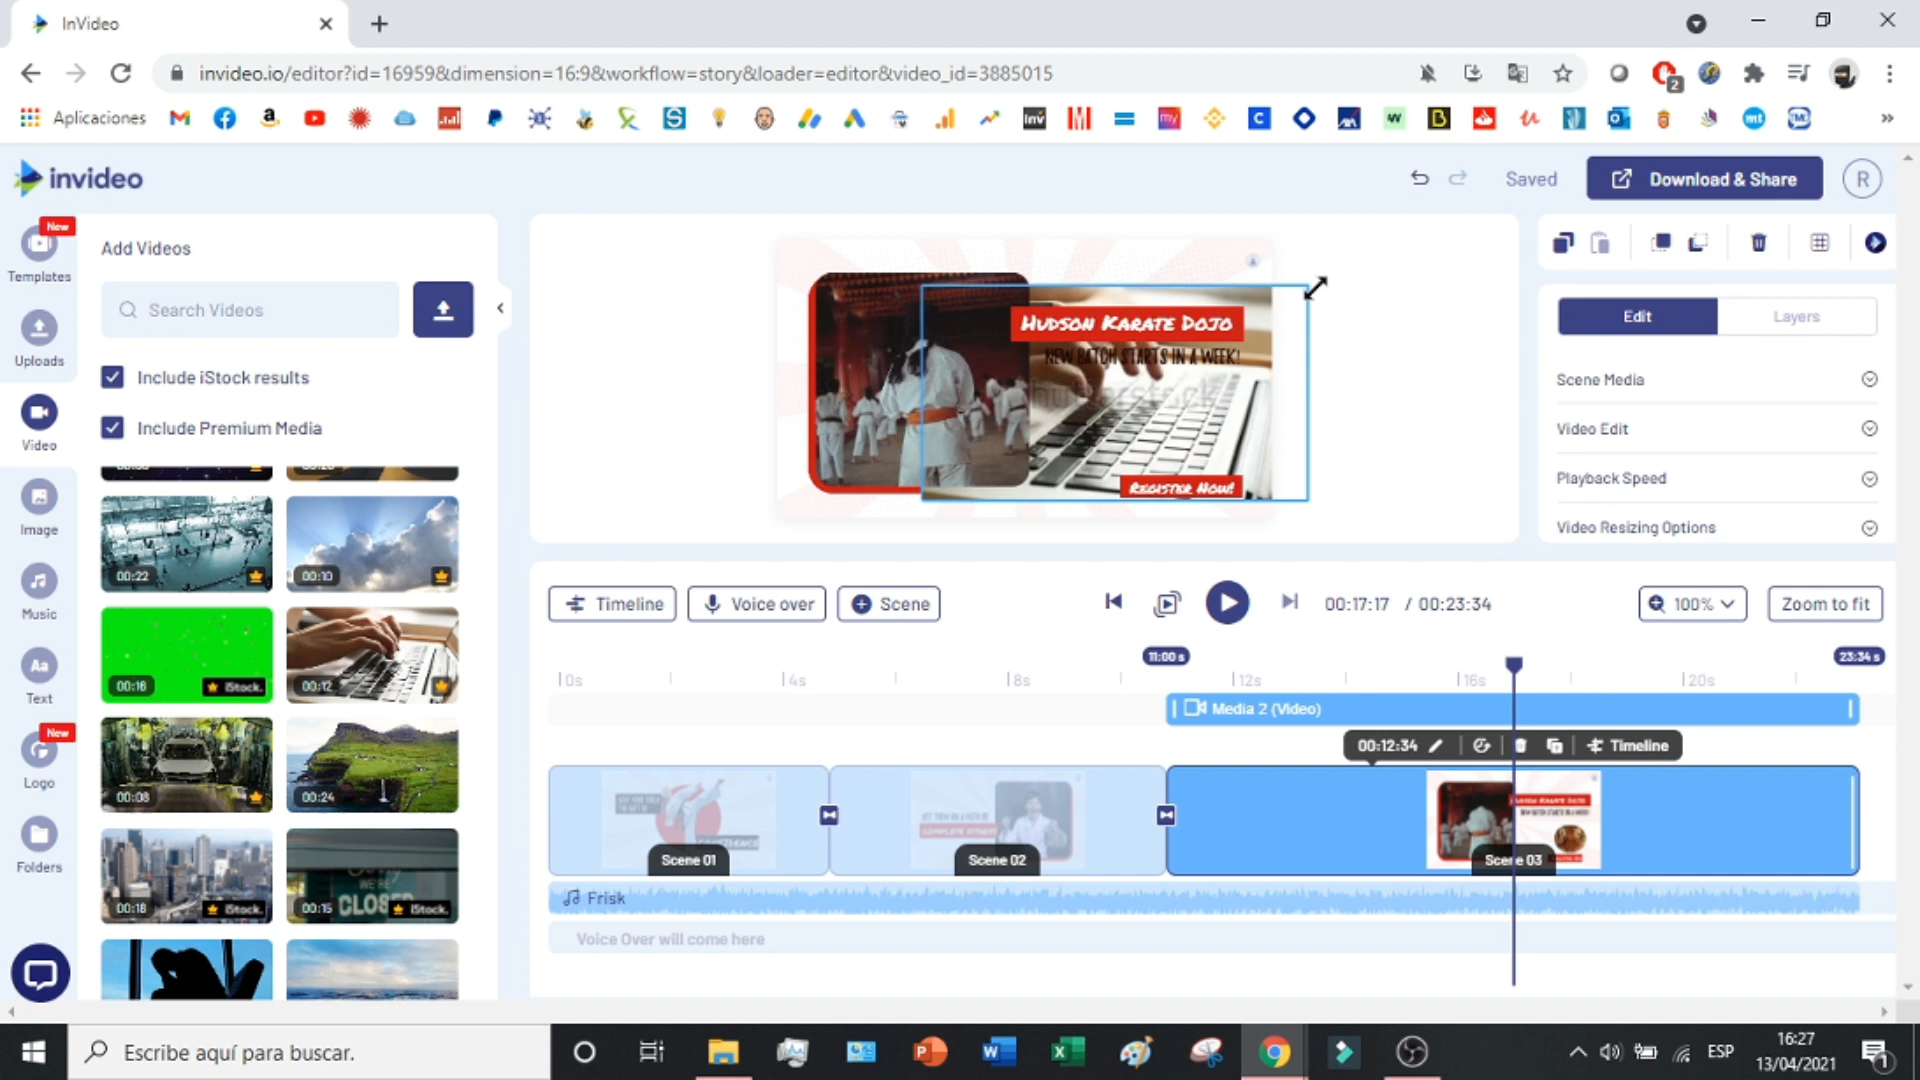 InVideo
invideo.io/editor?id=16959&dimension=16:9&workflow=story&loader=editor&video_id=3885015
2
Aplicaciones
invideo
Saved
Download & Share
R
New
Templates
Uploads
Video
Image
Music
Text
New
Logo
Folders
Add Videos
Search Videos
Include iStock results
Include Premium Media
00:22
00:10
00:16
iStock.
00:12
00:08
00:24
00:18
iStock.
00:15
iStock.
HUDSON KARATE DOJO
NEW BATCH STARTS IN A WEEK!
REGISTER NOW!
Edit
Layers
Scene Media
Video Edit
Playback Speed
Video Resizing Options
Timeline
Voice over
Scene
00:17:17 / 00:23:34
100%
Zoom to fit
11:00 s
23:34 s
0s
4s
8s
12s
16s
20s
Media 2 (Video)
00:12:34
Timeline
Scene 01
Scene 02
Scene 03
Frisk
Voice Over will come here
Escribe aquí para buscar.
ESP
16:27
13/04/2021
1